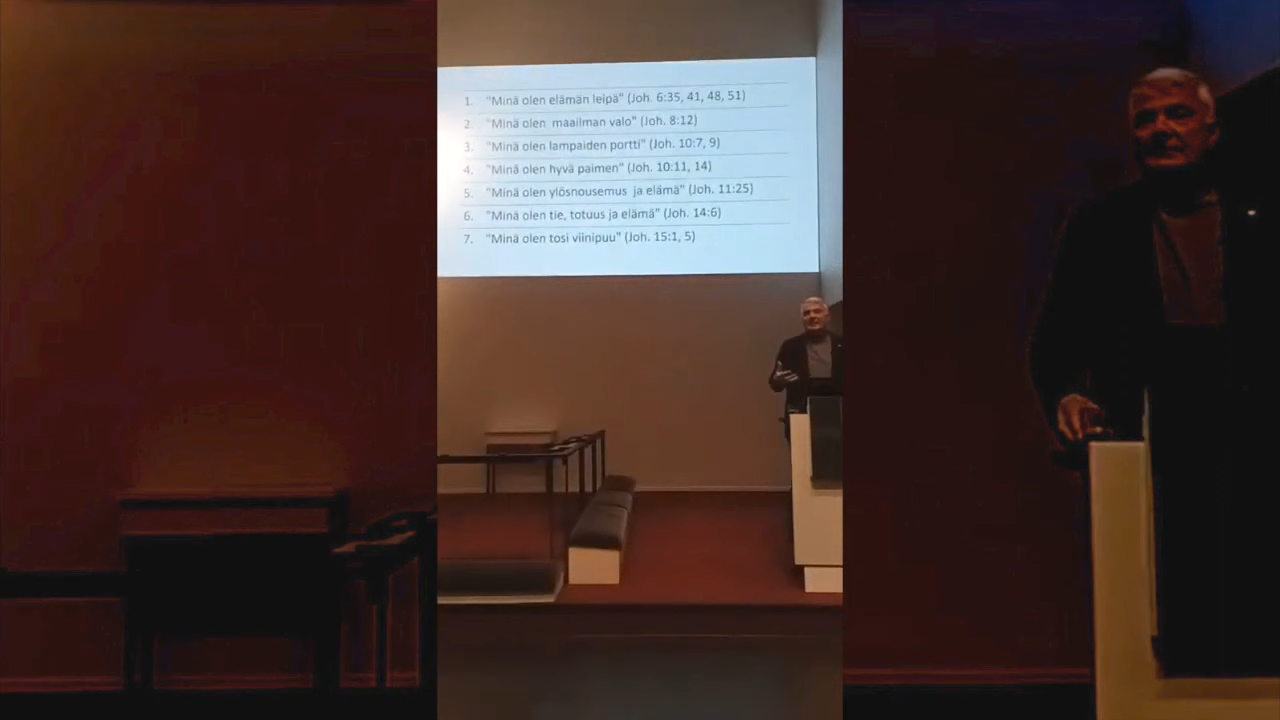 1. "Minä olen elämän leipä" (Joh. 6:35, 41, 48, 51)
2. "Minä olen  maailman valo" (Joh. 8:12)
3. "Minä olen lampaiden portti" (Joh. 10:7, 9)
4. "Minä olen hyvä paimen" (Joh. 10:11, 14)
5. "Minä olen ylösnousemus  ja elämä" (Joh. 11:25)
6. "Minä olen tie, totuus ja elämä" (Joh. 14:6)
7. "Minä olen tosi viinipuu" (Joh. 15:1, 5)